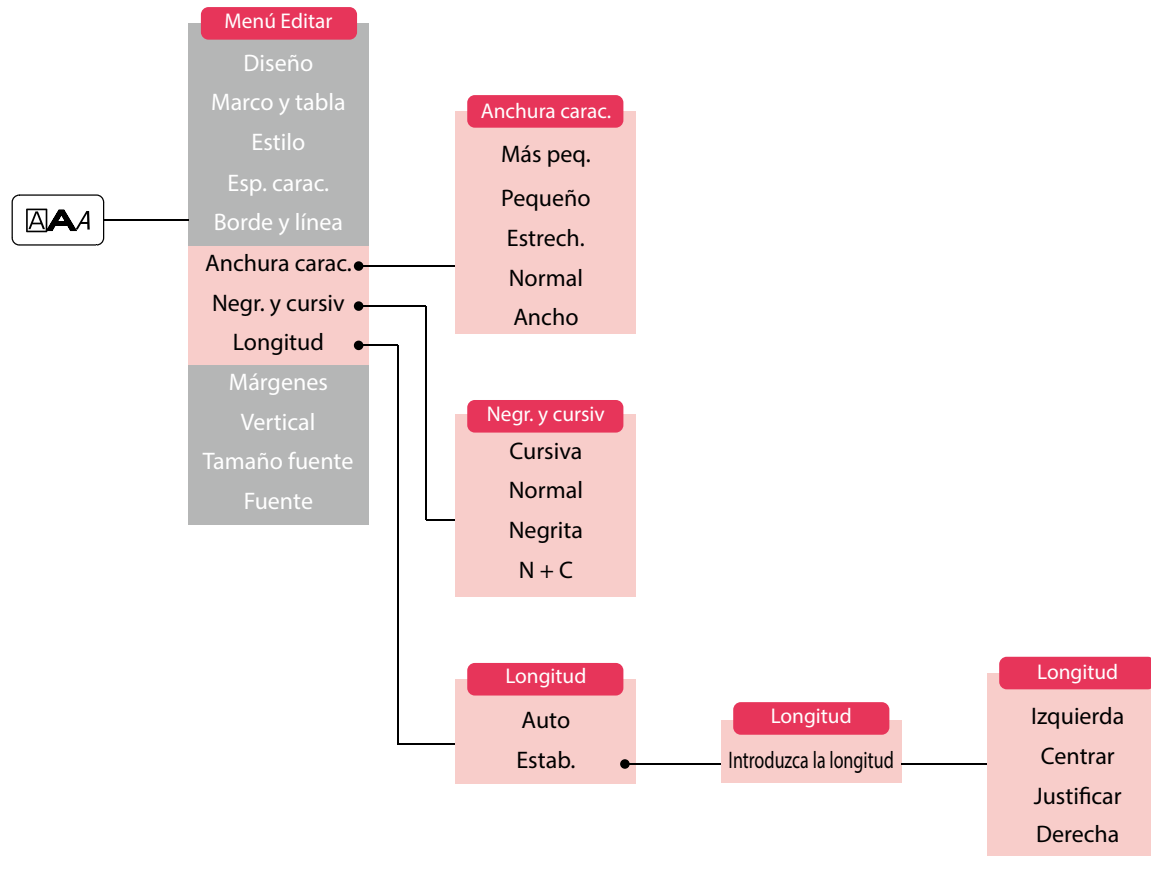 AAA
Menú Editar
Diseño
Marco y tabla
Estilo
Esp. carac.
Borde y línea
Anchura carac.
Negr. y cursiv
Longitud
Márgenes
Vertical
Tamaño fuente
Fuente
Anchura carac.
Más peq.
Pequeño
Estrech.
Normal
Ancho
Negr. y cursiv
Cursiva
Normal
Negrita
N + C
Longitud
Auto
Estab.
Longitud
Introduzca la longitud
Longitud
Izquierda
Centrar
Justificar
Derecha